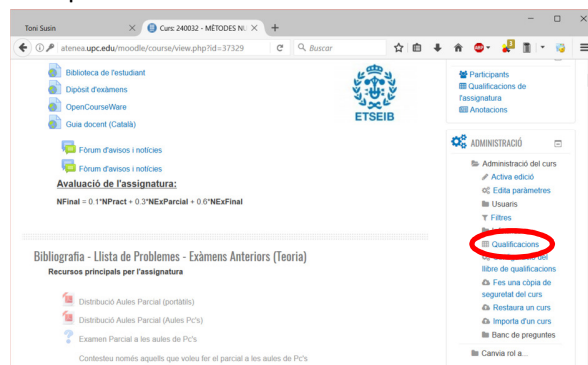 Toni Susin
Curs: 240032 - MÈTODES NU
atenea.upc.edu/moodle/course/view.php?id=37329
Buscar
Biblioteca de l'estudiant
Dipòsit d'exàmens
OpenCourseWare
Guia docent (Català)
Fòrum d'avisos i notícies
Fòrum d'avisos i notícies
Avaluació de l'assignatura:
NFinal = 0.1*NPract + 0.3*NExParcial + 0.6*NExFinal
ETSEIB
Bibliografia - Llista de Problemes - Exàmens Anteriors (Teoria)
Recursos principals per l'assignatura
Distribució Aules Parcial (portàtils)
Distribució Aules Parcial (Aules Pc's)
Examen Parcial a les aules de Pc's
Contesteu només aquells que voleu fer el parcial a les aules de Pc's
Participants
Qualificacions de
l'assignatura
Anotacions
ADMINISTRACIÓ
Administració del curs
Activa edició
Edita paràmetres
Usuaris
Filtres
Qualificacions
del
llibre de qualificacions
Fes una còpia de
seguretat del curs
Restaura un curs
Importa d'un curs
Banc de preguntes
Canvia rol a...